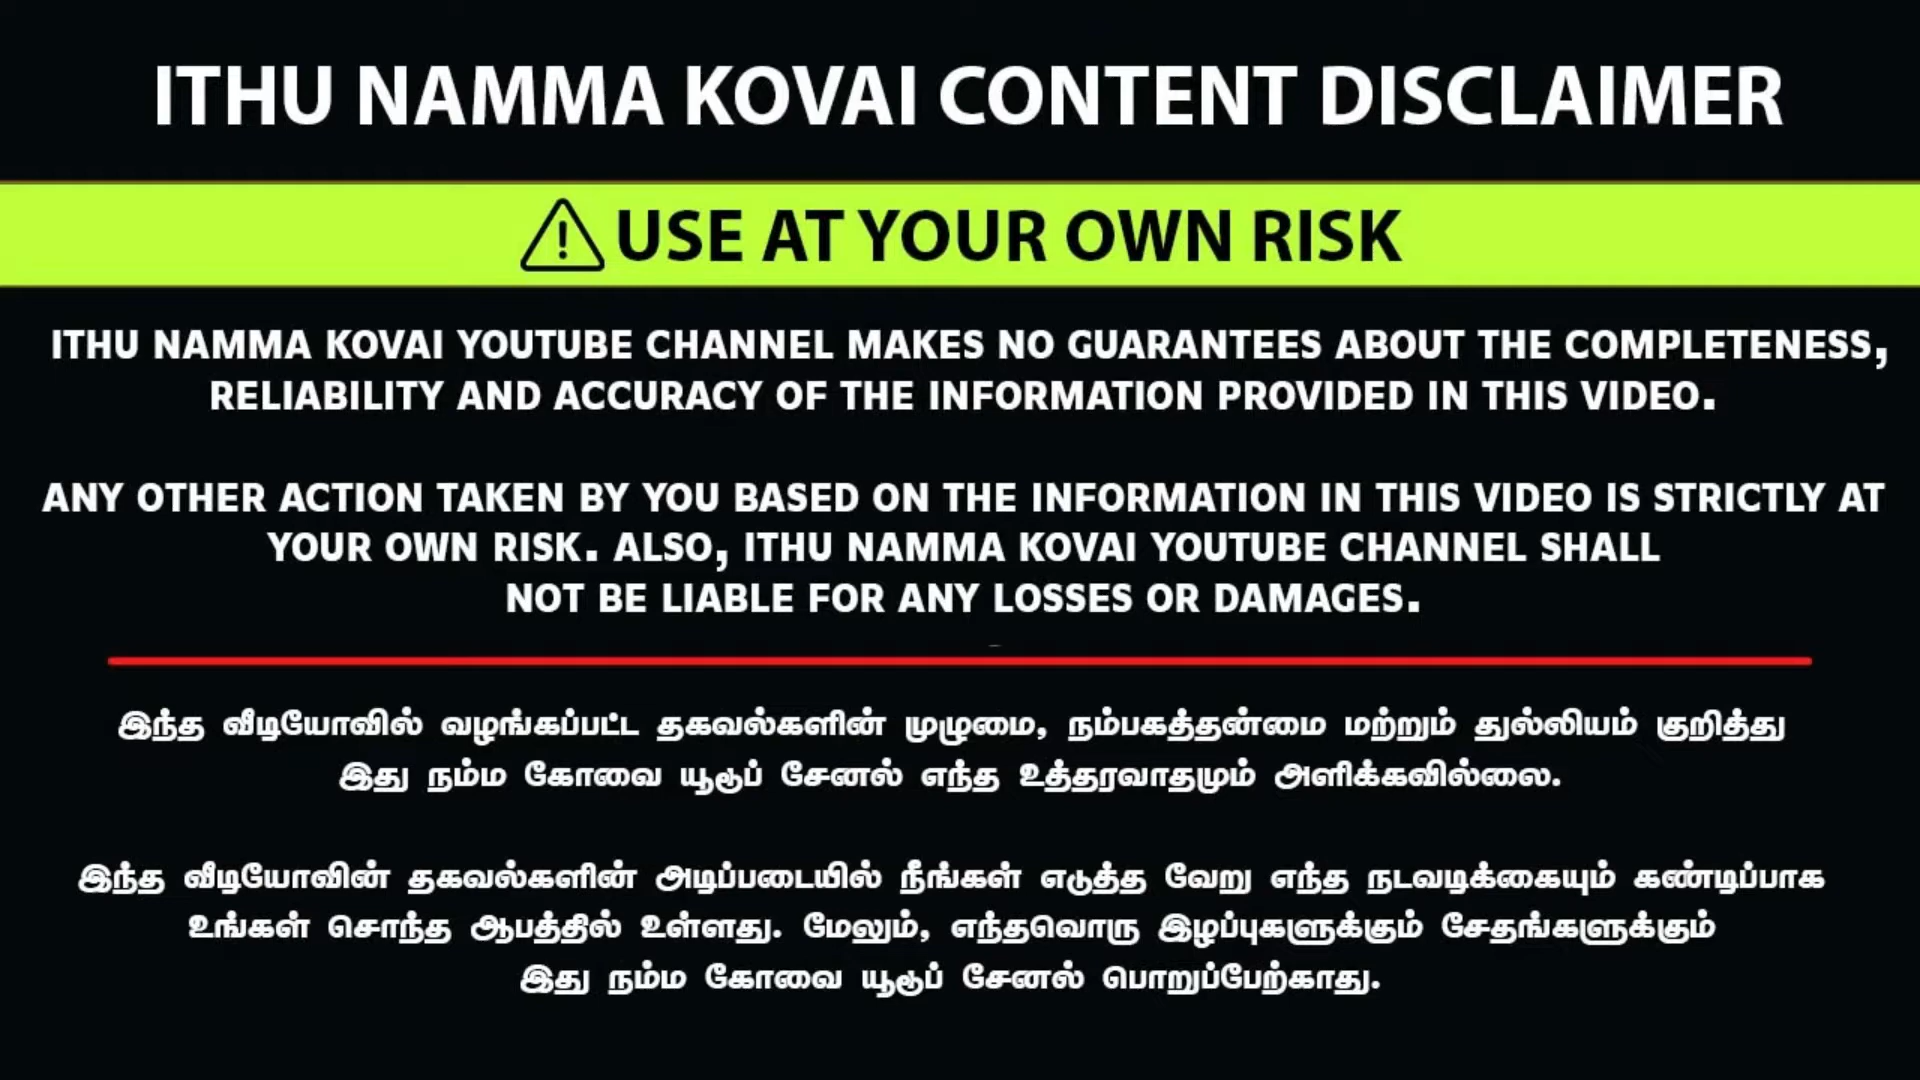 ITHU NAMMA KOVAI CONTENT DISCLAIMER
USE AT YOUR OWN RISK
ITHU NAMMA KOVAI YOUTUBE CHANNEL MAKES NO GUARANTEES ABOUT THE COMPLETENESS,
RELIABILITY AND ACCURACY OF THE INFORMATION PROVIDED IN THIS VIDEO.
ANY OTHER ACTION TAKEN BY YOU BASED ON THE INFORMATION IN THIS VIDEO IS STRICTLY AT
YOUR OWN RISK. ALSO, ITHU NAMMA KOVAI YOUTUBE CHANNEL SHALL
NOT BE LIABLE FOR ANY LOSSES OR DAMAGES.
இந்த வீடியோவில் வழங்கப்பட்ட தகவல்களின் முழுமை, நம்பகத்தன்மை மற்றும் துல்லியம் குறித்து
இது நம்ம கோவை யூடூப் சேனல் எந்த உத்தரவாதமும் அளிக்கவில்லை.
இந்த வீடியோவின் தகவல்களின் அடிப்படையில் நீங்கள் எடுத்த வேறு எந்த நடவடிக்கையும் கண்டிப்பாக
உங்கள் சொந்த ஆபத்தில் உள்ளது. மேலும், எந்தவொரு இழப்புகளுக்கும் சேதங்களுக்கும்
இது நம்ம கோவை யூடூப் சேனல் பொறுப்பேற்காது.